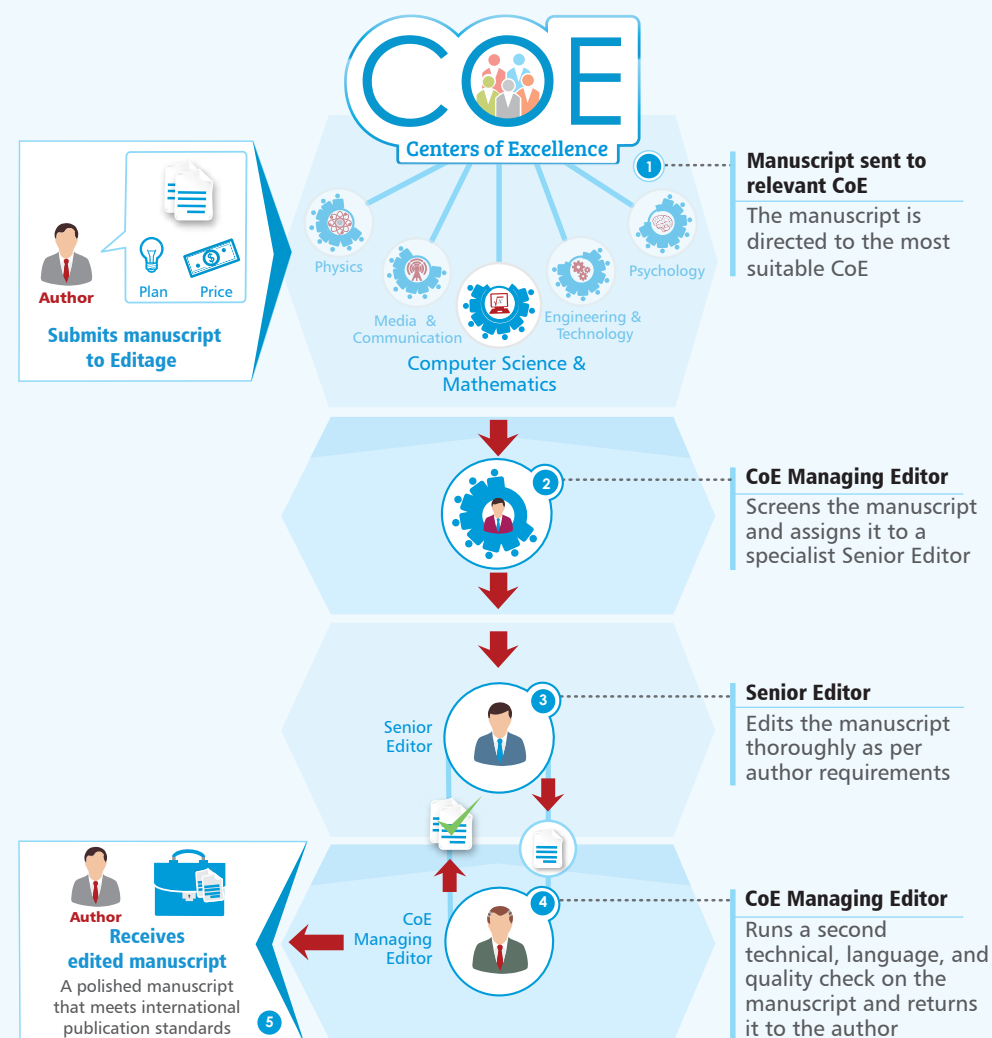 COE
Centers of Excellence
1
Manuscript sent to
relevant CoE
The manuscript is
directed to the most
suitable CoE
Author
Plan
Price
Submits manuscript
to Editage
Physics
Media &
Communication
Computer Science &
Mathematics
Engineering &
Technology
Psychology
2
CoE Managing Editor
Screens the manuscript
and assigns it to a
specialist Senior Editor
Senior
Editor
3
Senior Editor
Edits the manuscript
thoroughly as per
author requirements
CoE
Managing
Editor
4
CoE Managing Editor
Runs a second
technical, language, and
quality check on the
manuscript and returns
it to the author
Author
Receives
edited manuscript
A polished manuscript
that meets international
publication standards
5